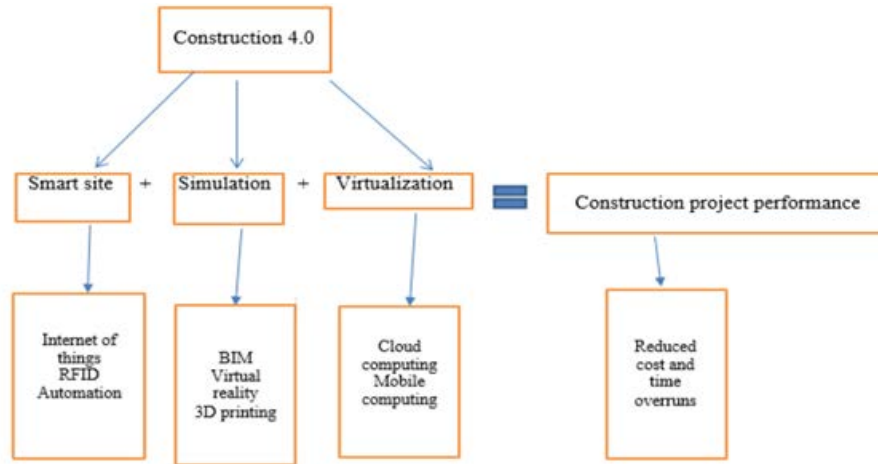 Construction 4.0
Smart site + Simulation + Virtualization = Construction project performance
Internet of
things
RFID
Automation
BIM
Virtual
reality
3D printing
Cloud
computing
Mobile
computing
Reduced
cost and
time
overruns